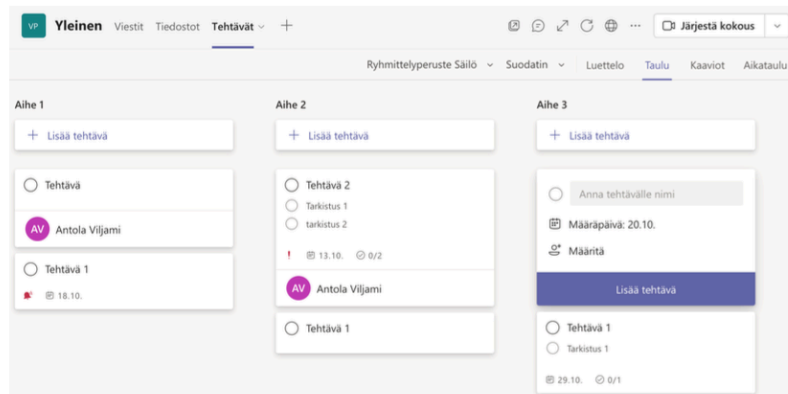 VP Yleinen Viestit Tiedostot Tehtävät Järjestä kokous
Ryhmittelyperuste Säilö Suodatin Luettelo Taulu Kaaviot Aikataulu
Aihe 1
Lisää tehtävä
Tehtävä
AV Antola Viljami
Tehtävä 1
18.10.
Aihe 2
Lisää tehtävä
Tehtävä 2
Tarkistus 1
tarkistus 2
! 13.10. 0/2
AV Antola Viljami
Tehtävä 1
Aihe 3
Lisää tehtävä
Anna tehtävälle nimi
Määräpäivä: 20.10.
Määritä
Lisää tehtävä
Tehtävä 1
Tarkistus 1
29.10. 0/1